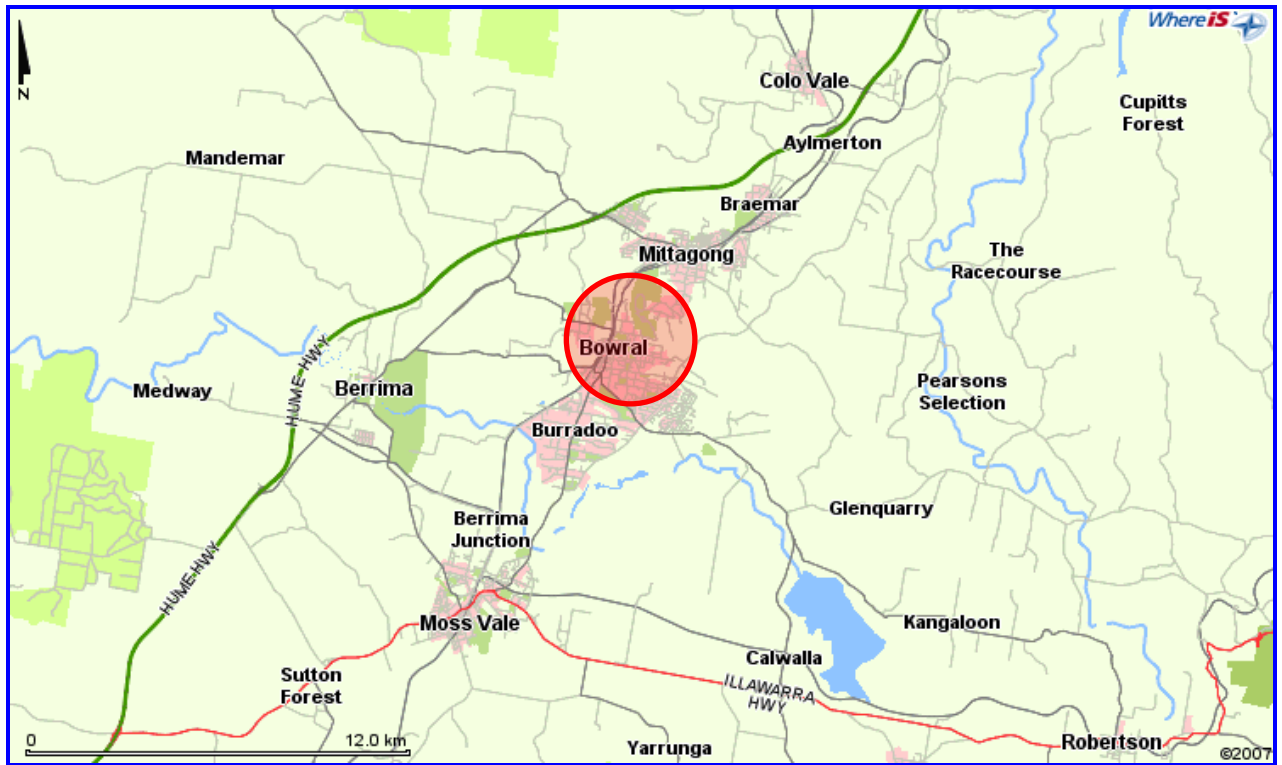 WhereiS
N
Colo Vale
Cupitts
Forest
Aylmerton
Mandemar
Braemar
Mittagong
The
Racecourse
Bowral
HUME HWY
Medway
Berrima
Pearsons
Selection
Burradoo
Glenquarry
Berrima
Junction
HUME HWY
Moss Vale
Kangaloon
Calwalla
Sutton
Forest
ILLAWARRA
HWY
0
12.0 km
Yarrunga
Robertson
©2007